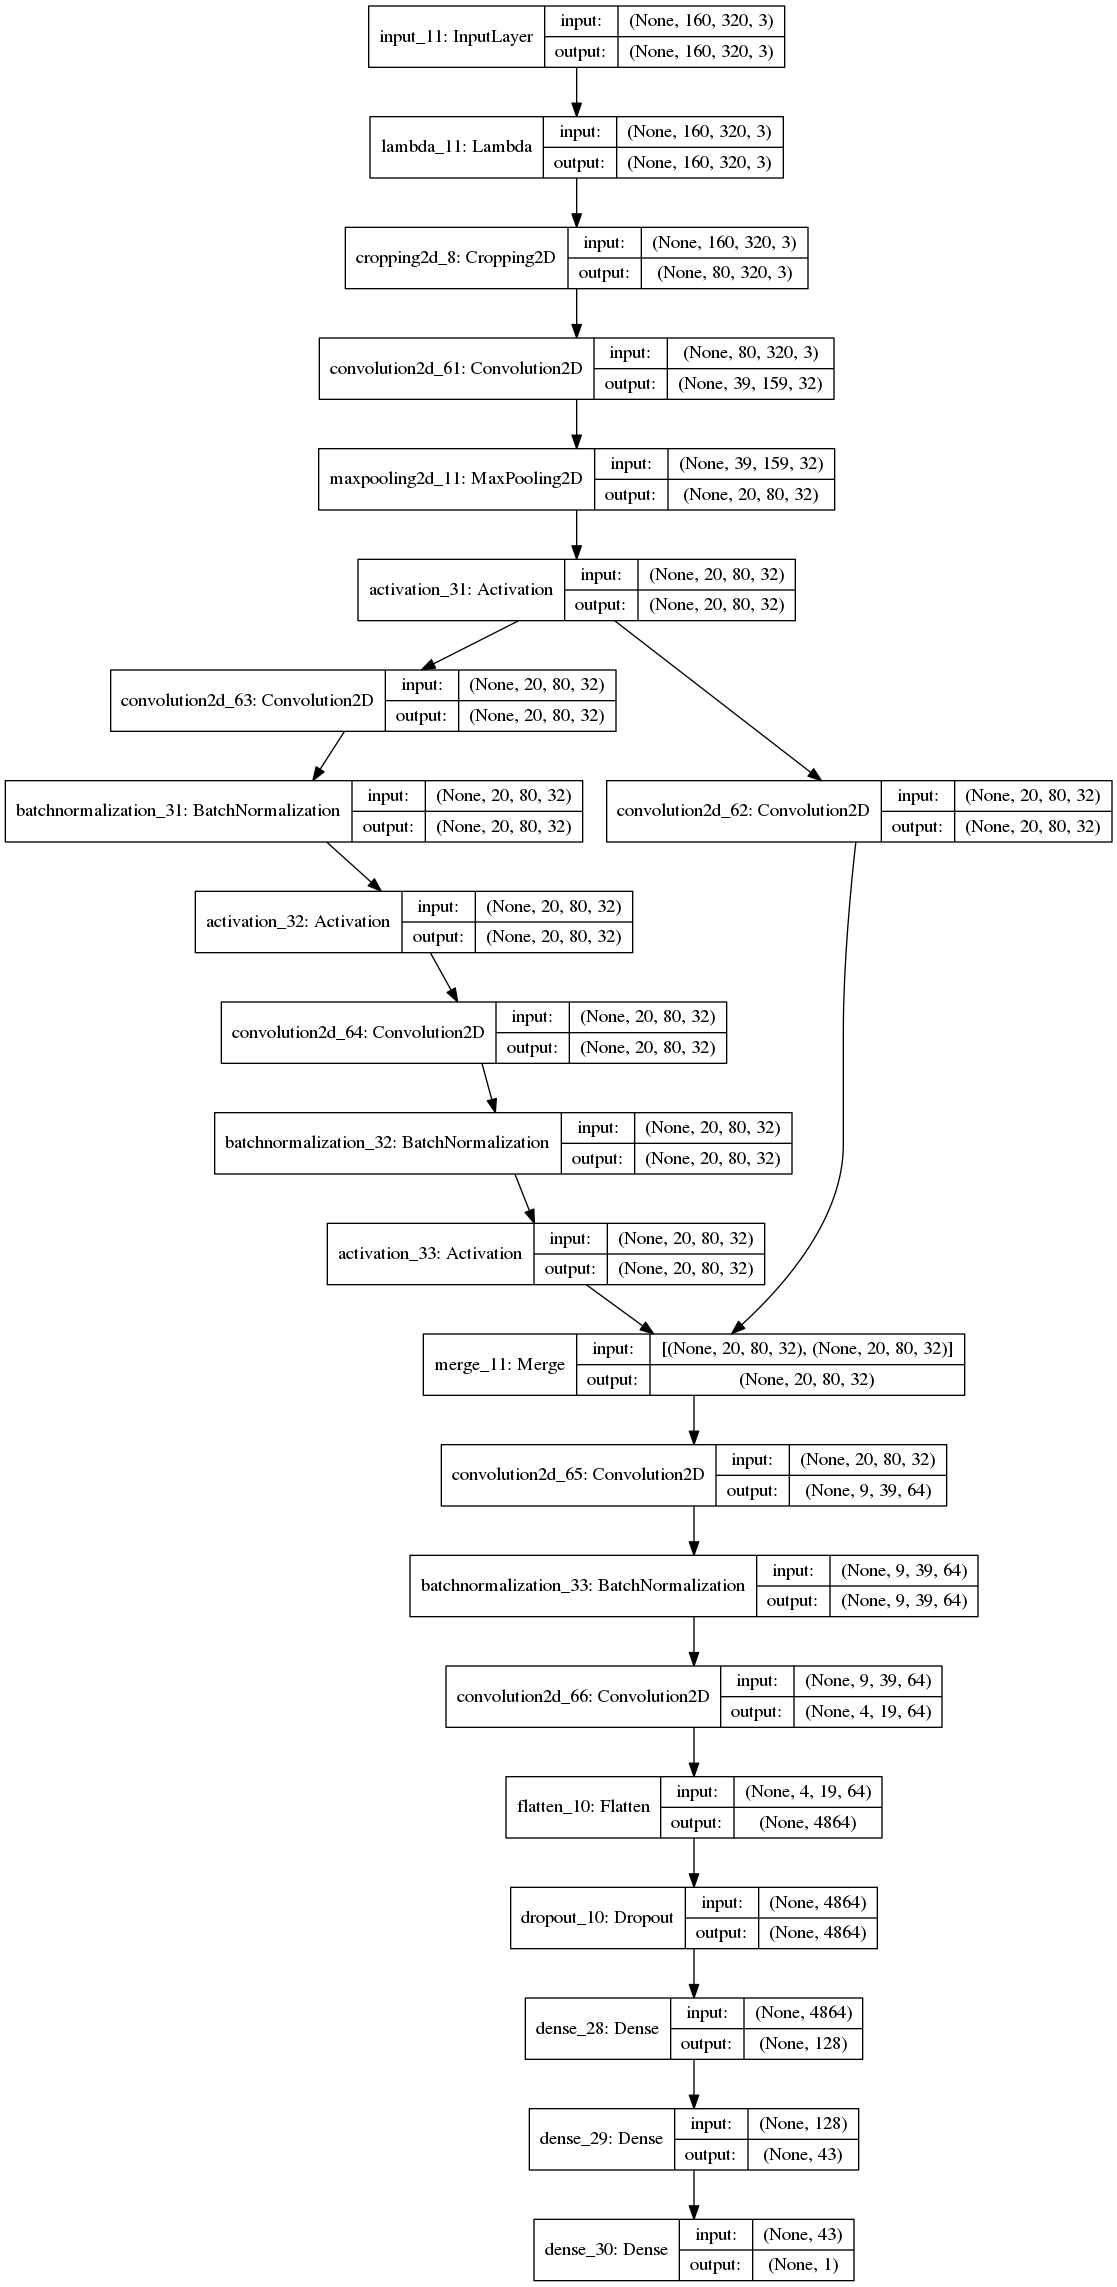 input_11: InputLayer
input: (None, 160, 320, 3)
output: (None, 160, 320, 3)
lambda_11: Lambda
input: (None, 160, 320, 3)
output: (None, 160, 320, 3)
cropping2d_8: Cropping2D
input: (None, 160, 320, 3)
output: (None, 80, 320, 3)
convolution2d_61: Convolution2D
input: (None, 80, 320, 3)
output: (None, 39, 159, 32)
maxpooling2d_11: MaxPooling2D
input: (None, 39, 159, 32)
output: (None, 20, 80, 32)
activation_31: Activation
input: (None, 20, 80, 32)
output: (None, 20, 80, 32)
convolution2d_63: Convolution2D
input: (None, 20, 80, 32)
output: (None, 20, 80, 32)
batchnormalization_31: BatchNormalization
input: (None, 20, 80, 32)
output: (None, 20, 80, 32)
convolution2d_62: Convolution2D
input: (None, 20, 80, 32)
output: (None, 20, 80, 32)
activation_32: Activation
input: (None, 20, 80, 32)
output: (None, 20, 80, 32)
convolution2d_64: Convolution2D
input: (None, 20, 80, 32)
output: (None, 20, 80, 32)
batchnormalization_32: BatchNormalization
input: (None, 20, 80, 32)
output: (None, 20, 80, 32)
activation_33: Activation
input: (None, 20, 80, 32)
output: (None, 20, 80, 32)
merge_11: Merge
input: [(None, 20, 80, 32), (None, 20, 80, 32)]
output: (None, 20, 80, 32)
convolution2d_65: Convolution2D
input: (None, 20, 80, 32)
output: (None, 9, 39, 64)
batchnormalization_33: BatchNormalization
input: (None, 9, 39, 64)
output: (None, 9, 39, 64)
convolution2d_66: Convolution2D
input: (None, 9, 39, 64)
output: (None, 4, 19, 64)
flatten_10: Flatten
input: (None, 4, 19, 64)
output: (None, 4864)
dropout_10: Dropout
input: (None, 4864)
output: (None, 4864)
dense_28: Dense
input: (None, 4864)
output: (None, 128)
dense_29: Dense
input: (None, 128)
output: (None, 43)
dense_30: Dense
input: (None, 43)
output: (None, 1)